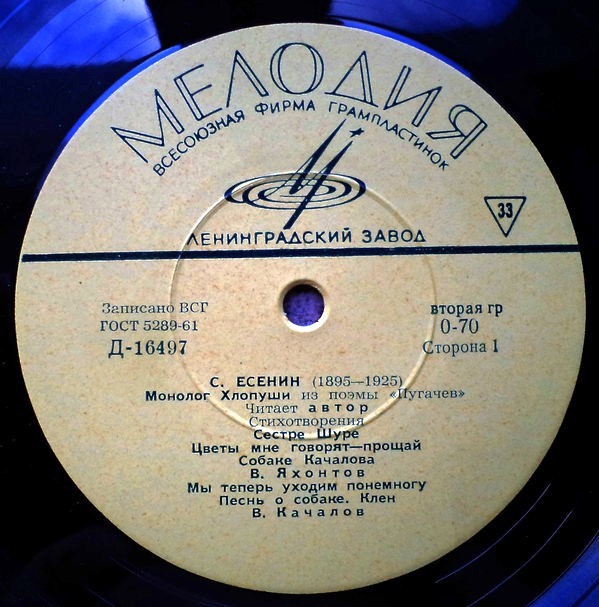 МЕЛОДИЯ
ВСЕСОЮЗНАЯ ФИРМА ГРАМПЛАСТИНОК
33
ЛЕНИНГРАДСКИЙ ЗАВОД
Записано ВСГ
ГОСТ 5289-61
Д-16497
вторая гр
0-70
Сторона 1
С. ЕСЕНИН (1895—1925)
Монолог Хлопуши из поэмы «Пугачев»
Читает автор
Стихотворения
Сестре Шуре
Цветы мне говорят—прощай
Собаке Качалова
В. Яхонтов
Мы теперь уходим понемногу
Песнь о собаке. Клен
В. Качалов